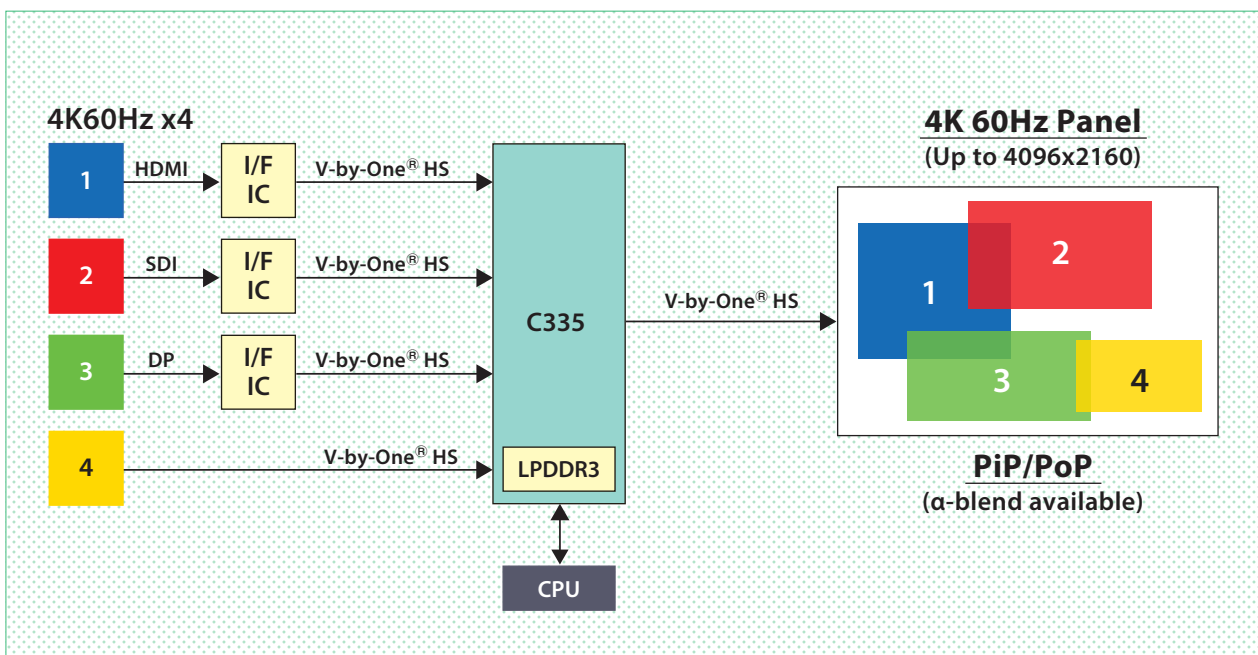 4K60Hz x4
1
HDMI
I/F
IC
V-by-One® HS
2
SDI
I/F
IC
V-by-One® HS
3
DP
I/F
IC
V-by-One® HS
4
V-by-One® HS
C335
LPDDR3
CPU
V-by-One® HS
4K 60Hz Panel
(Up to 4096x2160)
1
2
3
4
PiP/PoP
(α-blend available)